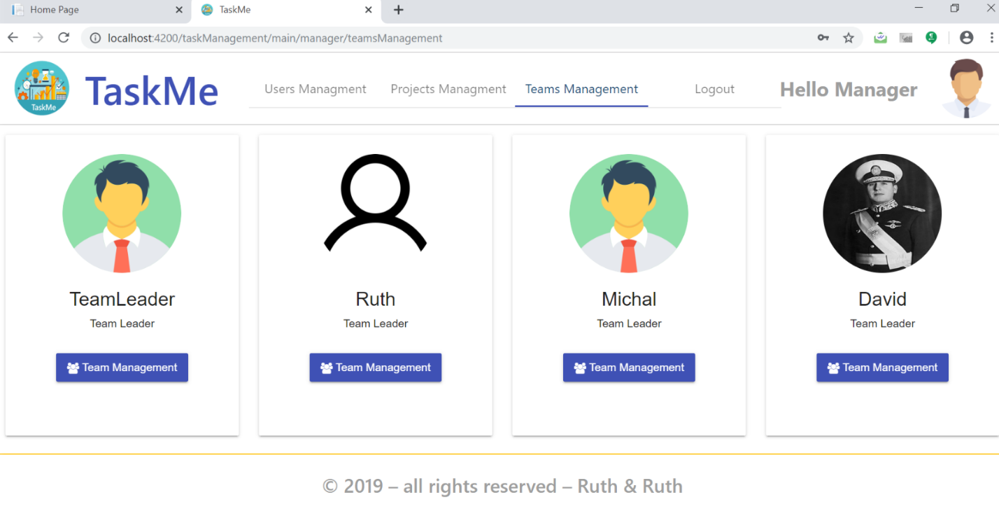 Home Page
TaskMe
localhost:4200/taskManagement/main/manager/teamsManagement
TaskMe
TaskMe
Users Managment
Projects Managment
Teams Management
Logout
Hello Manager
TeamLeader
Team Leader
Team Management
Ruth
Team Leader
Team Management
Michal
Team Leader
Team Management
David
Team Leader
Team Management
© 2019 – all rights reserved – Ruth & Ruth